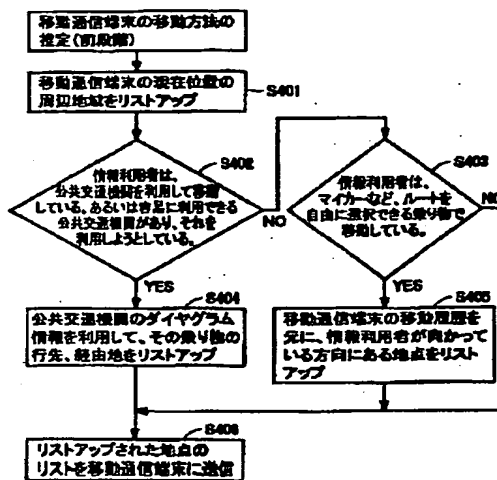 移動通信端末の移動方法の
推定(前段階)
移動通信端末の現在位置の
周辺地域をリストアップ
S401
S402
情報利用者は、
公共交通機関を利用して移動
している。あるいは容易に利用できる
公共交通機関があり、それを
利用しようとしている。
NO
YES
S403
情報利用者は、
マイカーなど、ルートを
自由に選択できる乗り物で
移動している。
NO
YES
S404
公共交通機関のダイヤグラム
情報を利用して、その乗り物の
行先、経由地をリストアップ
S405
移動通信端末の移動履歴を
元に、情報利用者が向かって
いる方向にある地点をリスト
アップ
S406
リストアップされた地点の
リストを移動通信端末に送信